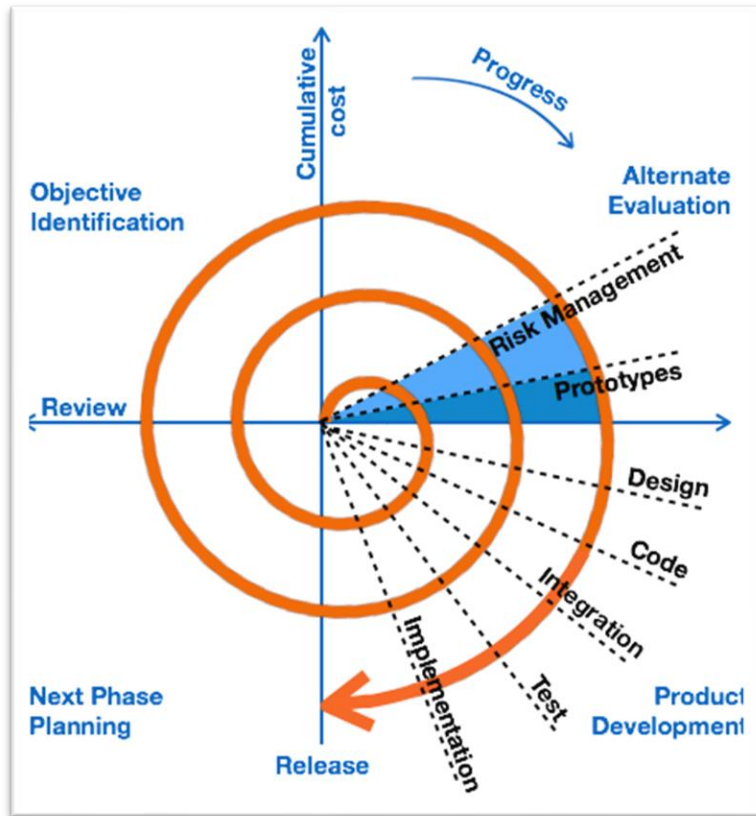 Cumulative
cost
Progress
Objective
Identification
Alternate
Evaluation
Risk Management
Prototypes
Review
Design
Code
Integration
Test
Implementation
Next Phase
Planning
Product
Development
Release